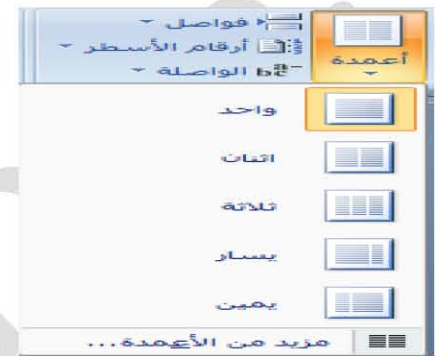 أعمدة
فواصل
أرقام الأسطر
الواصلة
واحد
اثنان
ثلاثة
يسار
يمين
مزيد من الأعمدة...